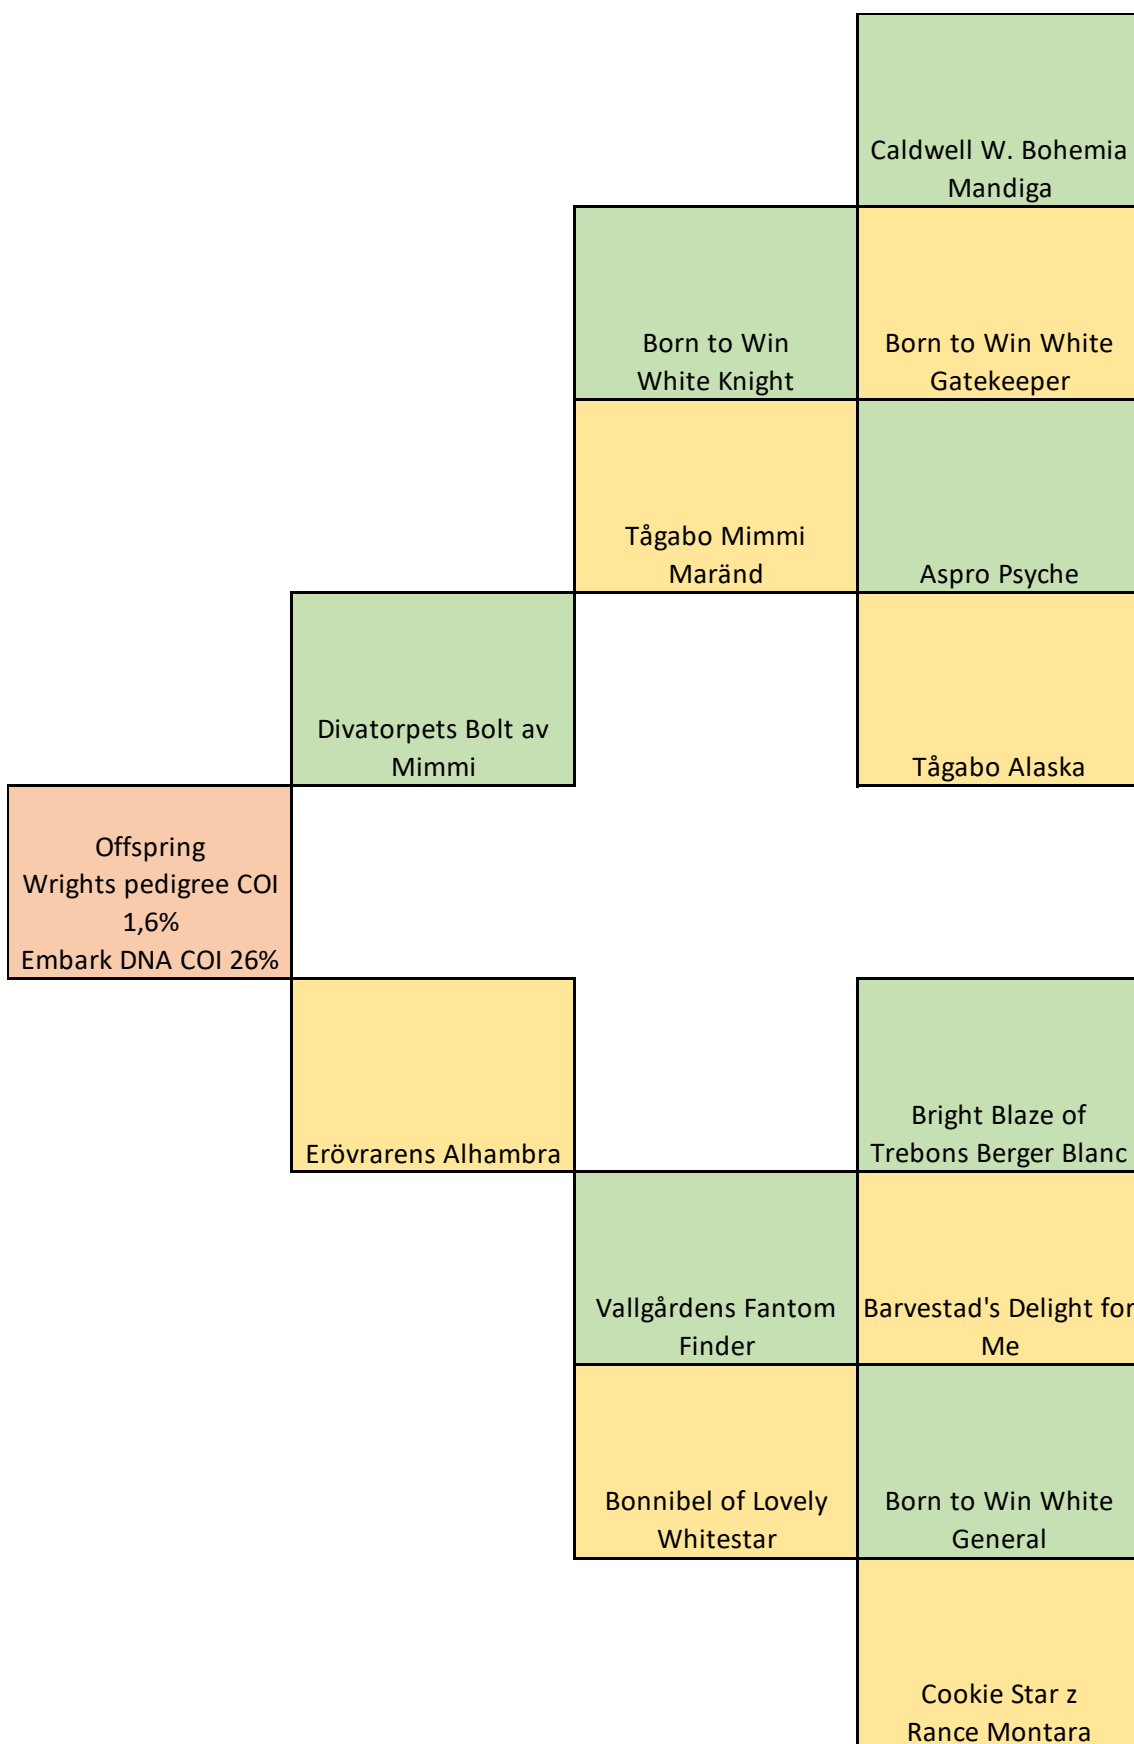 Caldwell W. Bohemia
Mandiga
Born to Win
White Knight
Born to Win White
Gatekeeper
Tågabo Mimmi
Maränd
Aspro Psyche
Divatorpets Bolt av
Mimmi
Tågabo Alaska
Offspring
Wrights pedigree COI
1,6%
Embark DNA COI 26%
Erövrarens Alhambra
Bright Blaze of
Trebons Berger Blanc
Vallgårdens Fantom
Finder
Barvestad's Delight for
Me
Bonnibel of Lovely
Whitestar
Born to Win White
General
Cookie Star z
Rance Montara